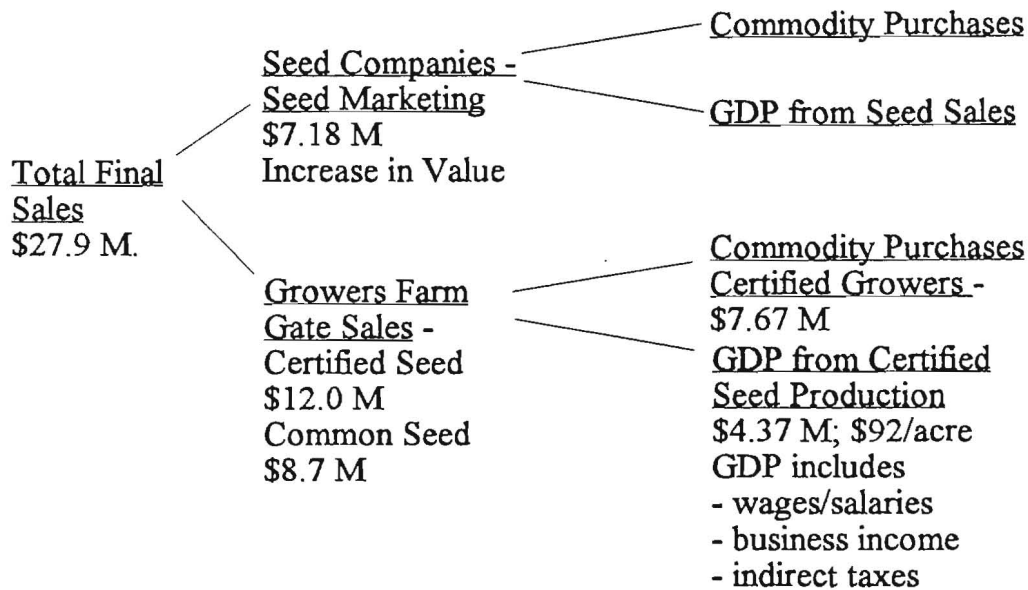 Total Final
Sales
$27.9 M.
Seed Companies -
Seed Marketing
$7.18 M
Increase in Value
Growers Farm
Gate Sales -
Certified Seed
$12.0 M
Common Seed
$8.7 M
Commodity Purchases
GDP from Seed Sales
Commodity Purchases
Certified Growers -
$7.67 M
GDP from Certified
Seed Production
$4.37 M; $92/acre
GDP includes
- wages/salaries
- business income
- indirect taxes